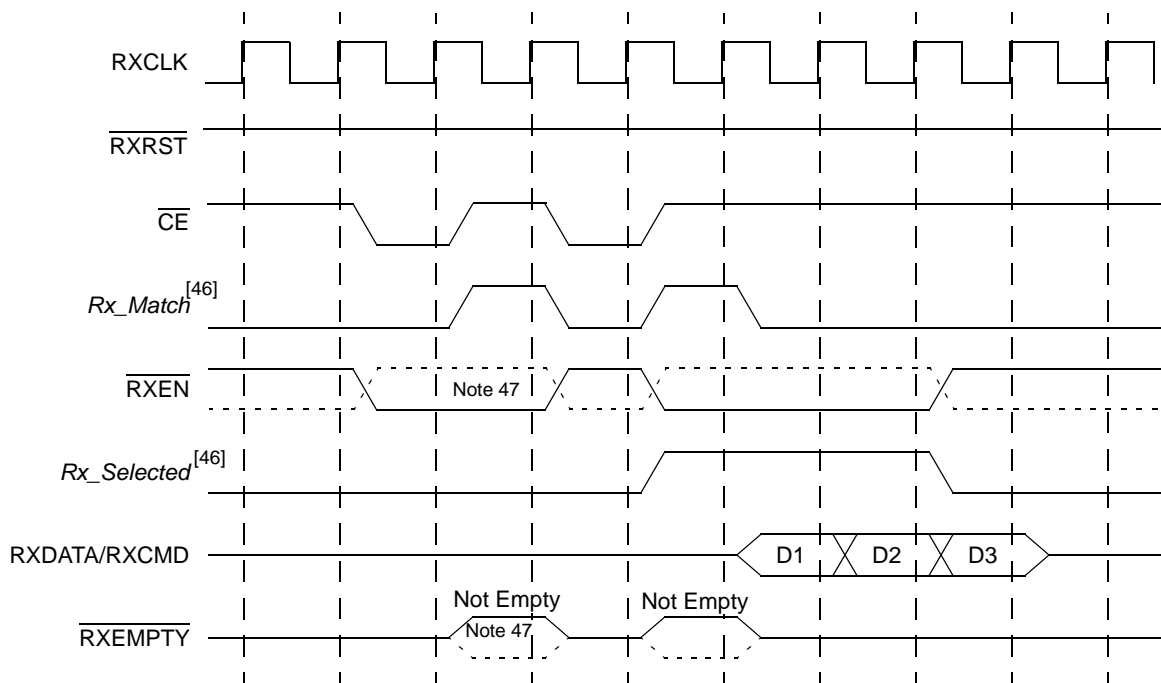 RXCLK
RXRST
CE
Rx_Match[46]
RXEN
Note 47
Rx_Selected[46]
RXDATA/RXCMD
D1 D2 D3
Not Empty Not Empty
RXEMPTY
Note 47